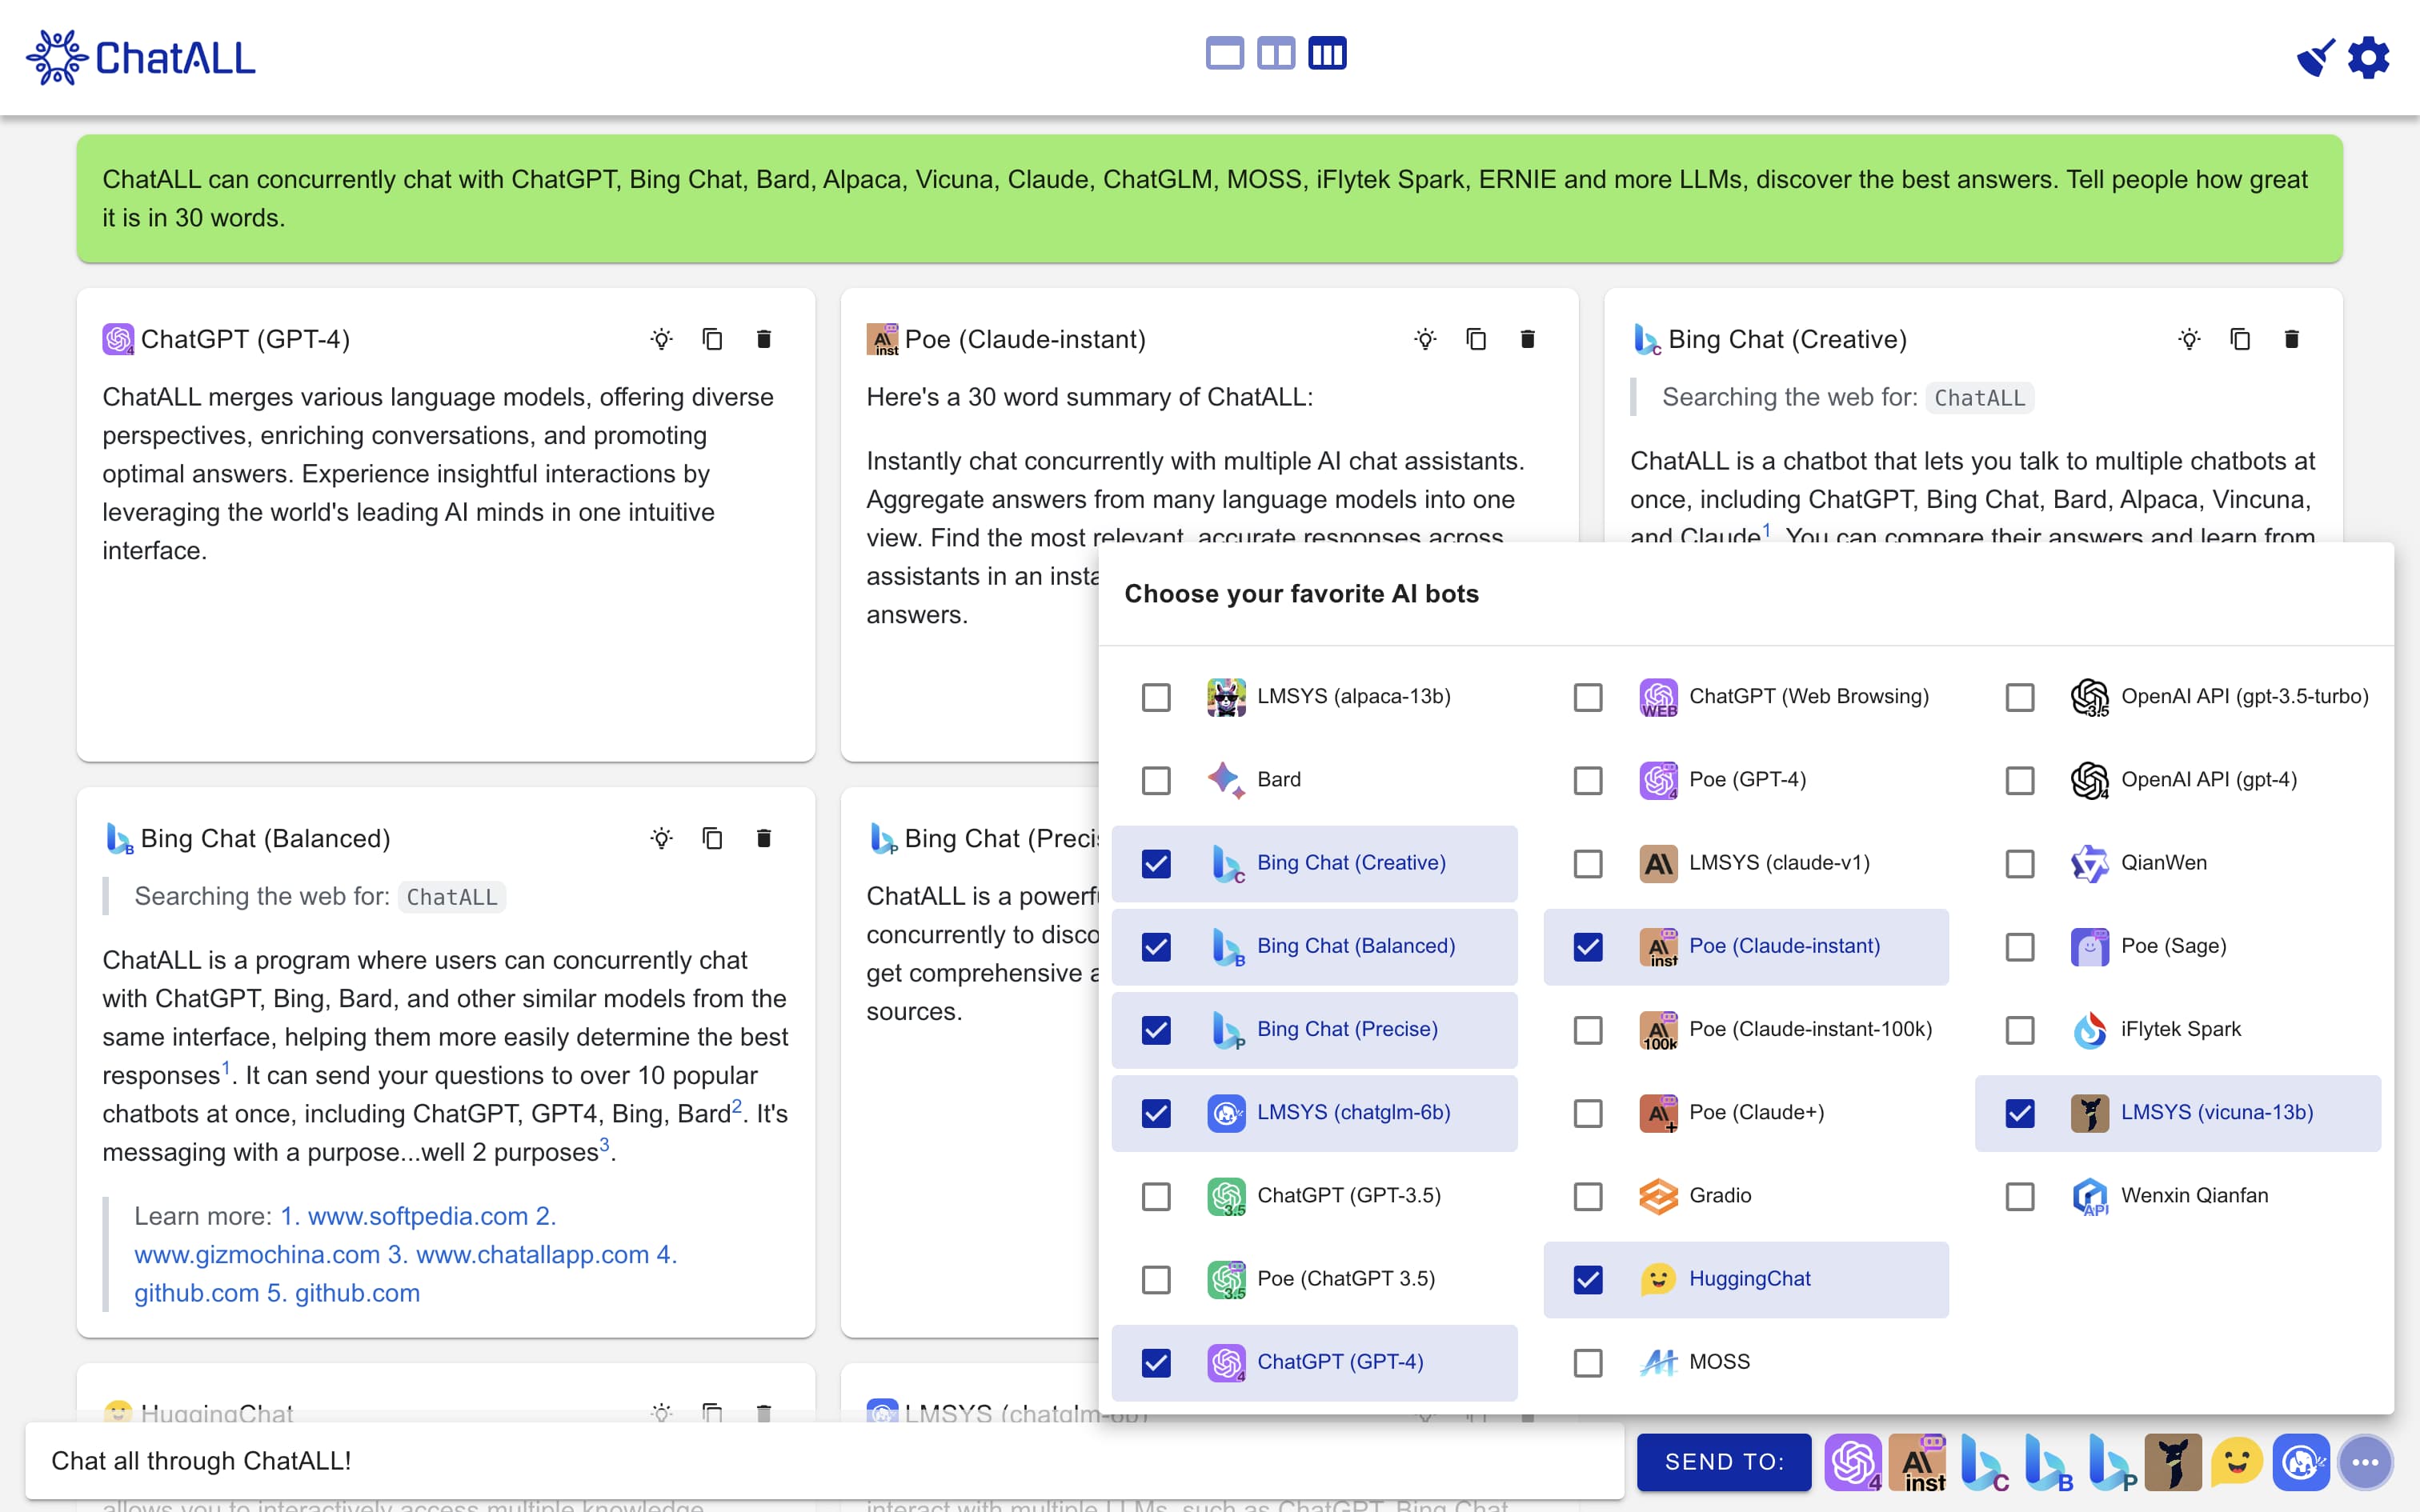 ChatALL
ChatALL can concurrently chat with ChatGPT, Bing Chat, Bard, Alpaca, Vicuna, Claude, ChatGLM, MOSS, iFlytek Spark, ERNIE and more LLMs, discover the best answers. Tell people how great
it is in 30 words.
ChatGPT (GPT-4)
ChatALL merges various language models, offering diverse
perspectives, enriching conversations, and promoting
optimal answers. Experience insightful interactions by
leveraging the world's leading AI minds in one intuitive
interface.
Poe (Claude-instant)
Here's a 30 word summary of ChatALL:
Instantly chat concurrently with multiple AI chat assistants.
Aggregate answers from many language models into one
view. Find the most relevant, accurate responses across
assistants in an insta
answers.
Bing Chat (Creative)
Searching the web for: ChatALL
ChatALL is a chatbot that lets you talk to multiple chatbots at
once, including ChatGPT, Bing Chat, Bard, Alpaca, Vincuna,
and Claude1. You can compare their answers and learn from
Bing Chat (Balanced)
Searching the web for: ChatALL
ChatALL is a program where users can concurrently chat
with ChatGPT, Bing, Bard, and other similar models from the
same interface, helping them more easily determine the best
responses1. It can send your questions to over 10 popular
chatbots at once, including ChatGPT, GPT4, Bing, Bard2. It's
messaging with a purpose...well 2 purposes3.
Learn more: 1. www.softpedia.com 2.
www.gizmochina.com 3. www.chatallapp.com 4.
github.com 5. github.com
Bing Chat (Preci
ChatALL is a powerf
concurrently to disco
get comprehensive a
sources.
Choose your favorite AI bots
LMSYS (alpaca-13b)
Bard
Bing Chat (Creative)
Bing Chat (Balanced)
Bing Chat (Precise)
LMSYS (chatglm-6b)
ChatGPT (GPT-3.5)
Poe (ChatGPT 3.5)
ChatGPT (GPT-4)
ChatGPT (Web Browsing)
Poe (GPT-4)
LMSYS (claude-v1)
Poe (Claude-instant)
Poe (Claude-instant-100k)
Poe (Claude+)
Gradio
HuggingChat
MOSS
OpenAI API (gpt-3.5-turbo)
OpenAI API (gpt-4)
QianWen
Poe (Sage)
iFlytek Spark
LMSYS (vicuna-13b)
Wenxin Qianfan
HuggingChat
LMSYS (chatglm-6b)
Chat all through ChatALL!
SEND TO:
allows you to interactively access multiple knowledge
interact with multiple LLMs, such as ChatGPT, Bing Chat